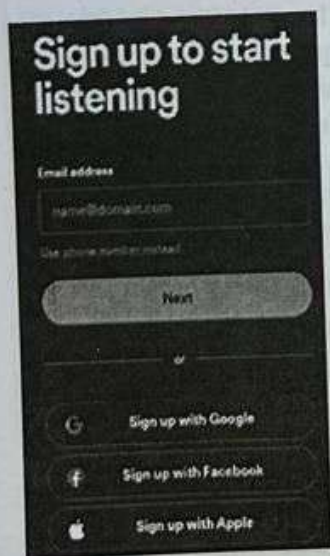 Sign up to start
listening
Email address
name@domain.com
Use phone number instead
Next
or
Sign up with Google
Sign up with Facebook
Sign up with Apple